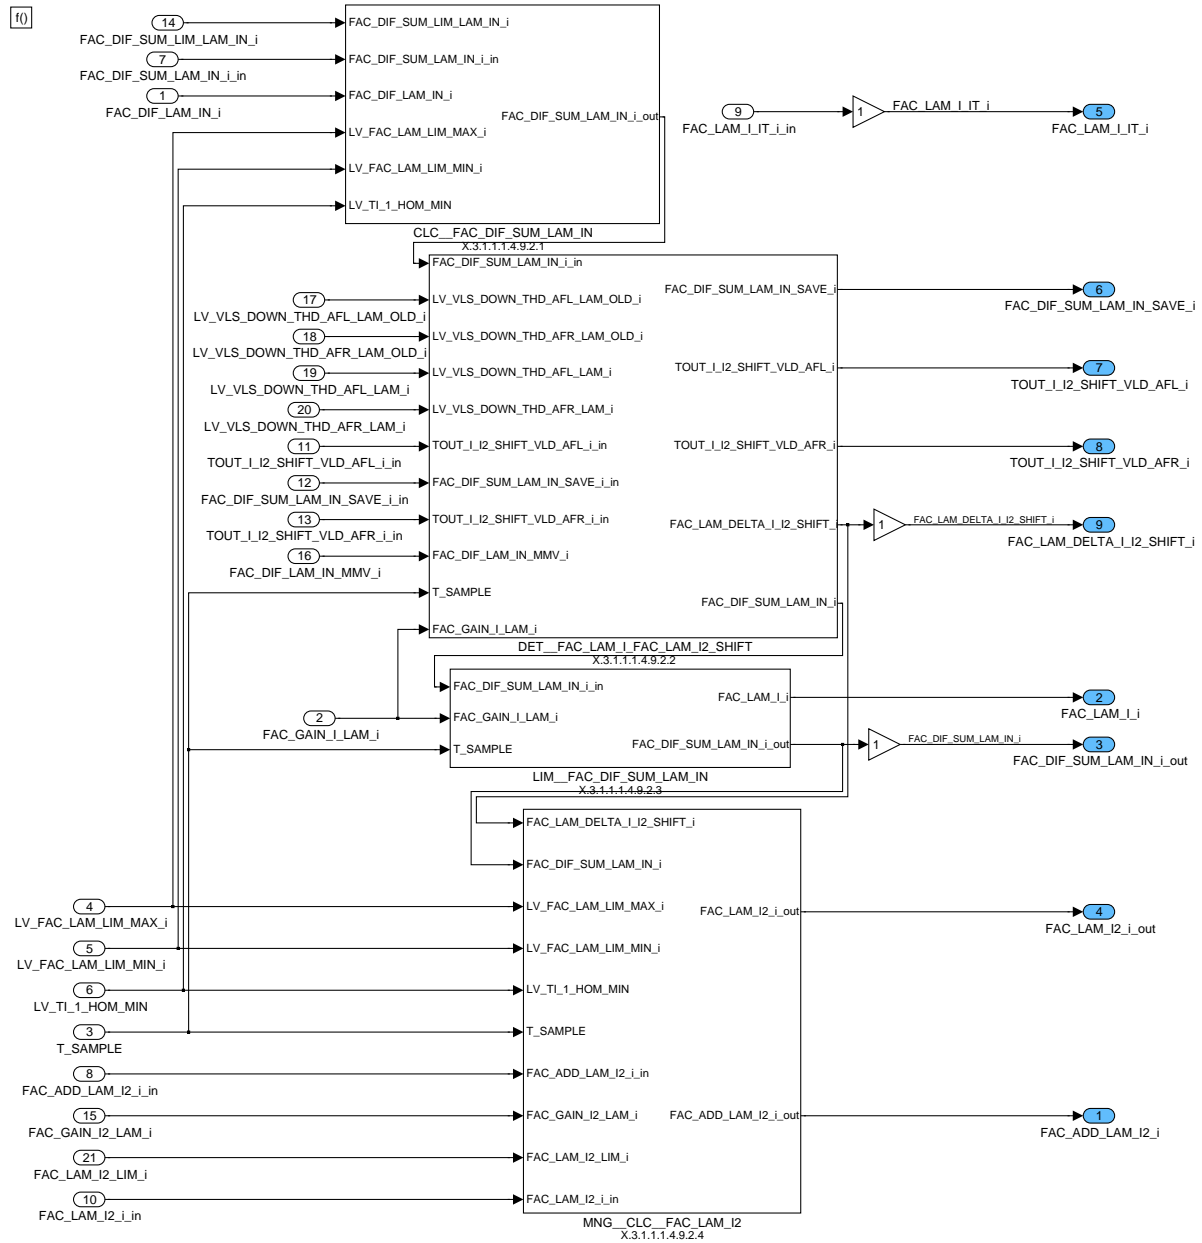 f()
14
FAC_DIF_SUM_LIM_LAM_IN_i
7
FAC_DIF_SUM_LAM_IN_i_in
1
FAC_DIF_LAM_IN_i
FAC_DIF_SUM_LIM_LAM_IN_i
FAC_DIF_SUM_LAM_IN_i_in
FAC_DIF_LAM_IN_i
LV_FAC_LAM_LIM_MAX_i
LV_FAC_LAM_LIM_MIN_i
LV_TI_1_HOM_MIN
FAC_DIF_SUM_LAM_IN_i_out
CLC__FAC_DIF_SUM_LAM_IN
X.3.1.1.1.4.9.2.1
9
FAC_LAM_I_IT_i_in
1
FAC_LAM_I_IT_i
5
FAC_LAM_I_IT_i
17
LV_VLS_DOWN_THD_AFL_LAM_OLD_i
18
LV_VLS_DOWN_THD_AFR_LAM_OLD_i
19
LV_VLS_DOWN_THD_AFL_LAM_i
20
LV_VLS_DOWN_THD_AFR_LAM_i
11
TOUT_I_I2_SHIFT_VLD_AFL_i_in
12
FAC_DIF_SUM_LAM_IN_SAVE_i_in
13
TOUT_I_I2_SHIFT_VLD_AFR_i_in
16
FAC_DIF_LAM_IN_MMV_i
FAC_DIF_SUM_LAM_IN_i_in
LV_VLS_DOWN_THD_AFL_LAM_OLD_i
LV_VLS_DOWN_THD_AFR_LAM_OLD_i
LV_VLS_DOWN_THD_AFL_LAM_i
LV_VLS_DOWN_THD_AFR_LAM_i
TOUT_I_I2_SHIFT_VLD_AFL_i_in
FAC_DIF_SUM_LAM_IN_SAVE_i_in
TOUT_I_I2_SHIFT_VLD_AFR_i_in
FAC_DIF_LAM_IN_MMV_i
T_SAMPLE
FAC_GAIN_I_LAM_i
FAC_DIF_SUM_LAM_IN_SAVE_i
TOUT_I_I2_SHIFT_VLD_AFL_i
TOUT_I_I2_SHIFT_VLD_AFR_i
FAC_LAM_DELTA_I_I2_SHIFT_i
FAC_DIF_SUM_LAM_IN_i
DET__FAC_LAM_I_FAC_LAM_I2_SHIFT
X.3.1.1.1.4.9.2.2
6
FAC_DIF_SUM_LAM_IN_SAVE_i
7
TOUT_I_I2_SHIFT_VLD_AFL_i
8
TOUT_I_I2_SHIFT_VLD_AFR_i
1
FAC_LAM_DELTA_I_I2_SHIFT_i
9
FAC_LAM_DELTA_I_I2_SHIFT_i
2
FAC_GAIN_I_LAM_i
FAC_DIF_SUM_LAM_IN_i_in
FAC_GAIN_I_LAM_i
T_SAMPLE
FAC_LAM_I_i
FAC_DIF_SUM_LAM_IN_i_out
LIM__FAC_DIF_SUM_LAM_IN
X.3.1.1.1.4.9.2.3
2
FAC_LAM_I_i
1
FAC_DIF_SUM_LAM_IN_i
3
FAC_DIF_SUM_LAM_IN_i_out
4
LV_FAC_LAM_LIM_MAX_i
5
LV_FAC_LAM_LIM_MIN_i
6
LV_TI_1_HOM_MIN
3
T_SAMPLE
8
FAC_ADD_LAM_I2_i_in
15
FAC_GAIN_I2_LAM_i
21
FAC_LAM_I2_LIM_i
10
FAC_LAM_I2_i_in
FAC_LAM_DELTA_I_I2_SHIFT_i
FAC_DIF_SUM_LAM_IN_i
LV_FAC_LAM_LIM_MAX_i
LV_FAC_LAM_LIM_MIN_i
LV_TI_1_HOM_MIN
T_SAMPLE
FAC_ADD_LAM_I2_i_in
FAC_GAIN_I2_LAM_i
FAC_LAM_I2_LIM_i
FAC_LAM_I2_i_in
FAC_LAM_I2_i_out
FAC_ADD_LAM_I2_i_out
MNG__CLC__FAC_LAM_I2
X.3.1.1.1.4.9.2.4
4
FAC_LAM_I2_i_out
1
FAC_ADD_LAM_I2_i